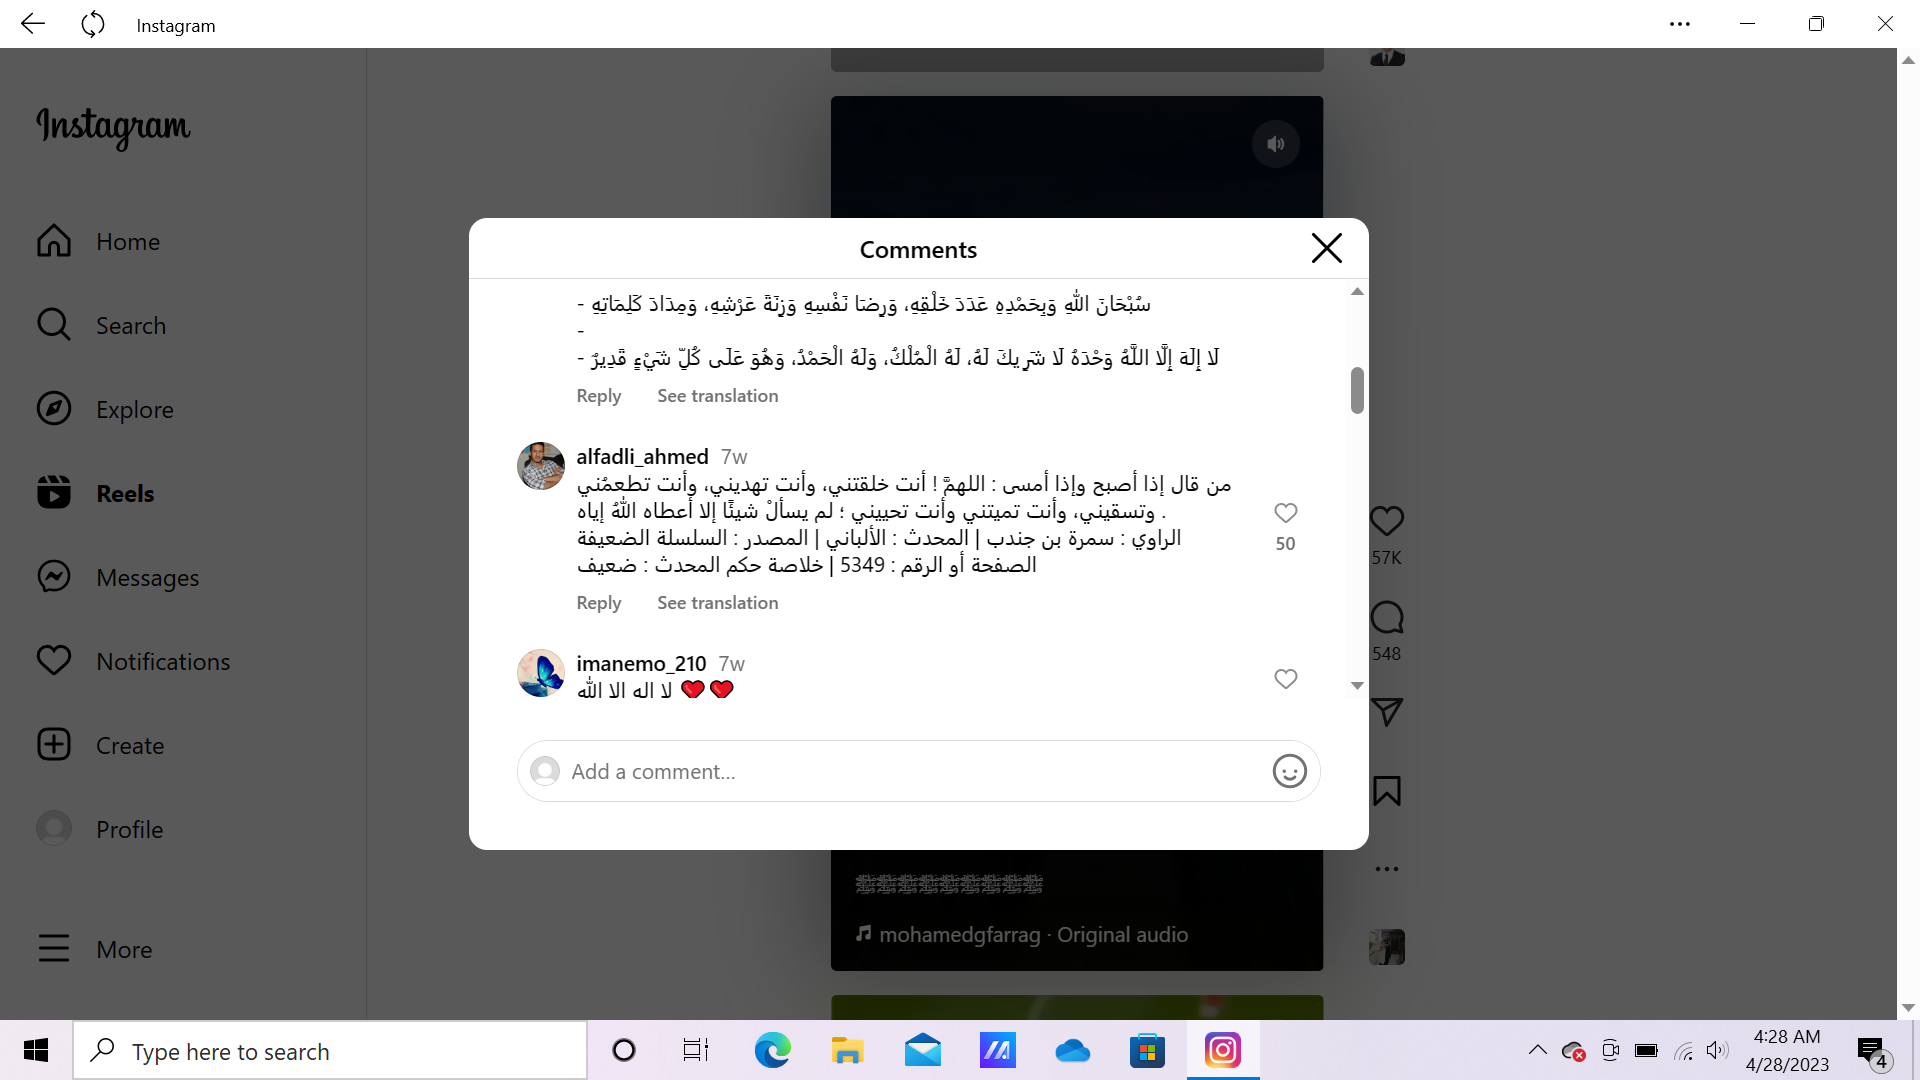 Instagram
Instagram
Home
Search
Explore
Reels
Messages
Notifications
Create
Profile
More
Comments
- سُبْحَانَ اللَّهِ وَبِحَمْدِهِ عَدَدَ خَلْقِهِ، وَرِضَا نَفْسِهِ وَزِنَةَ عَرْشِهِ، وَمِدَادَ كَلِمَاتِهِ
-
- لَا إِلَهَ إِلَّا اللَّهُ وَحْدَهُ لَا شَرِيكَ لَهُ، لَهُ الْمُلْكُ، وَلَهُ الْحَمْدُ، وَهُوَ عَلَى كُلِّ شَيْءٍ قَدِيرٌ
Reply See translation
alfadli_ahmed 7w
من قال إذا أصبح وإذا أمسى : اللهمَّ ! أنت خلقتني، وأنت تهديني، وأنت تطعمُني
وتسقيني، وأنت تميتني وأنت تحييني ؛ لم يسألْ شيئًا إلا أعطاه اللهُ إياه .
الراوي : سمرة بن جندب | المحدث : الألباني | المصدر : السلسلة الضعيفة
الصفحة أو الرقم : 5349 | خلاصة حكم المحدث : ضعيف
50
Reply See translation
imanemo_210 7w
لا اله الا الله ❤️❤️
Add a comment...
57K
548
mohamedgfarrag · Original audio
Type here to search
4:28 AM
4/28/2023
4